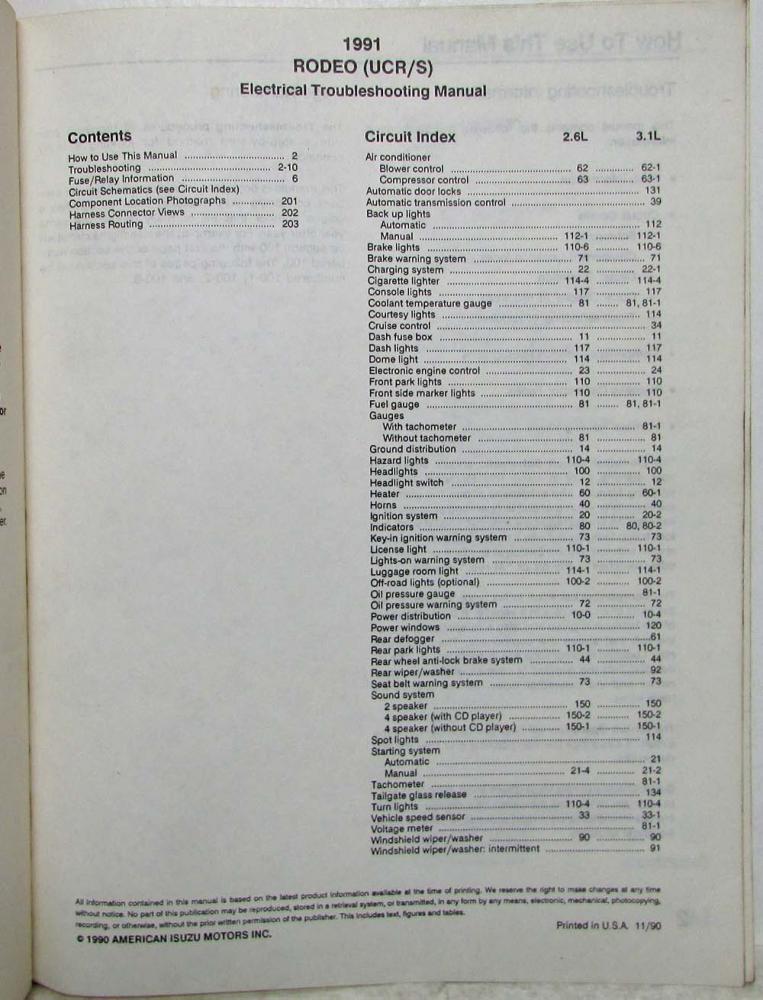 1991
RODEO (UCR/S)
Electrical Troubleshooting Manual
Contents
How to Use This Manual ........ 2
Troubleshooting ........ 2-10
Fuse/Relay Information ........ 6
Circuit Schematics (see Circuit Index)
Component Location Photographs ........ 201
Harness Connector Views ........ 202
Harness Routing ........ 203
Circuit Index 2.6L 3.1L
Air conditioner
Blower control ........ 62 ........ 62-1
Compressor control ........ 63 ........ 63-1
Automatic door locks ........ 131
Automatic transmission control ........ 39
Back up lights
Automatic ........ 112
Manual ........ 112-1 ........ 112-1
Brake lights ........ 110-6 ........ 110-6
Brake warning system ........ 71 ........ 71
Charging system ........ 22 ........ 22-1
Cigarette lighter ........ 114-4 ........ 114-4
Console lights ........ 117 ........ 117
Coolant temperature gauge ........ 81 ........ 81, 81-1
Courtesy lights ........ 114
Cruise control ........ 34
Dash fuse box ........ 11 ........ 11
Dash lights ........ 117 ........ 117
Dome light ........ 114 ........ 114
Electronic engine control ........ 23 ........ 24
Front park lights ........ 110 ........ 110
Front side marker lights ........ 110 ........ 110
Fuel gauge ........ 81 ........ 81, 81-1
Gauges
With tachometer ........ 81-1
Without tachometer ........ 81 ........ 81
Ground distribution ........ 14 ........ 14
Hazard lights ........ 110-4 ........ 110-4
Headlights ........ 100 ........ 100
Headlight switch ........ 12 ........ 12
Heater ........ 60 ........ 60-1
Horns ........ 40 ........ 40
Ignition system ........ 20 ........ 20-2
Indicators ........ 80 ........ 80, 80-2
Key-in ignition warning system ........ 73 ........ 73
License light ........ 110-1 ........ 110-1
Lights-on warning system ........ 73 ........ 73
Luggage room light ........ 114-1 ........ 114-1
Off-road lights (optional) ........ 100-2 ........ 100-2
Oil pressure gauge ........ 81-1
Oil pressure warning system ........ 72 ........ 72
Power distribution ........ 10-0 ........ 10-4
Power windows ........ 120
Rear defogger ........ 61
Rear park lights ........ 110-1 ........ 110-1
Rear wheel anti-lock brake system ........ 44 ........ 44
Rear wiper/washer ........ 92
Seat belt warning system ........ 73 ........ 73
Sound system
2 speaker ........ 150 ........ 150
4 speaker (with CD player) ........ 150-2 ........ 150-2
4 speaker (without CD player) ........ 150-1 ........ 150-1
Spot lights ........ 114
Starting system
Automatic ........ 21
Manual ........ 21-4 ........ 21-2
Tachometer ........ 81-1
Tailgate glass release ........ 134
Turn lights ........ 110-4 ........ 110-4
Vehicle speed sensor ........ 33 ........ 33-1
Voltage meter ........ 81-1
Windshield wiper/washer ........ 90 ........ 90
Windshield wiper/washer: intermittent ........ 91
All information contained in this manual is based on the latest product information available at the time of printing. We reserve the right to make changes at any time
without notice. No part of this publication may be reproduced, stored in a retrieval system, or transmitted, in any form by any means, electronic, mechanical, photocopying,
recording, or otherwise, without the prior written permission of the publisher. This includes text, figures and tables.
© 1990 AMERICAN ISUZU MOTORS INC.
Printed in U.S.A. 11/90